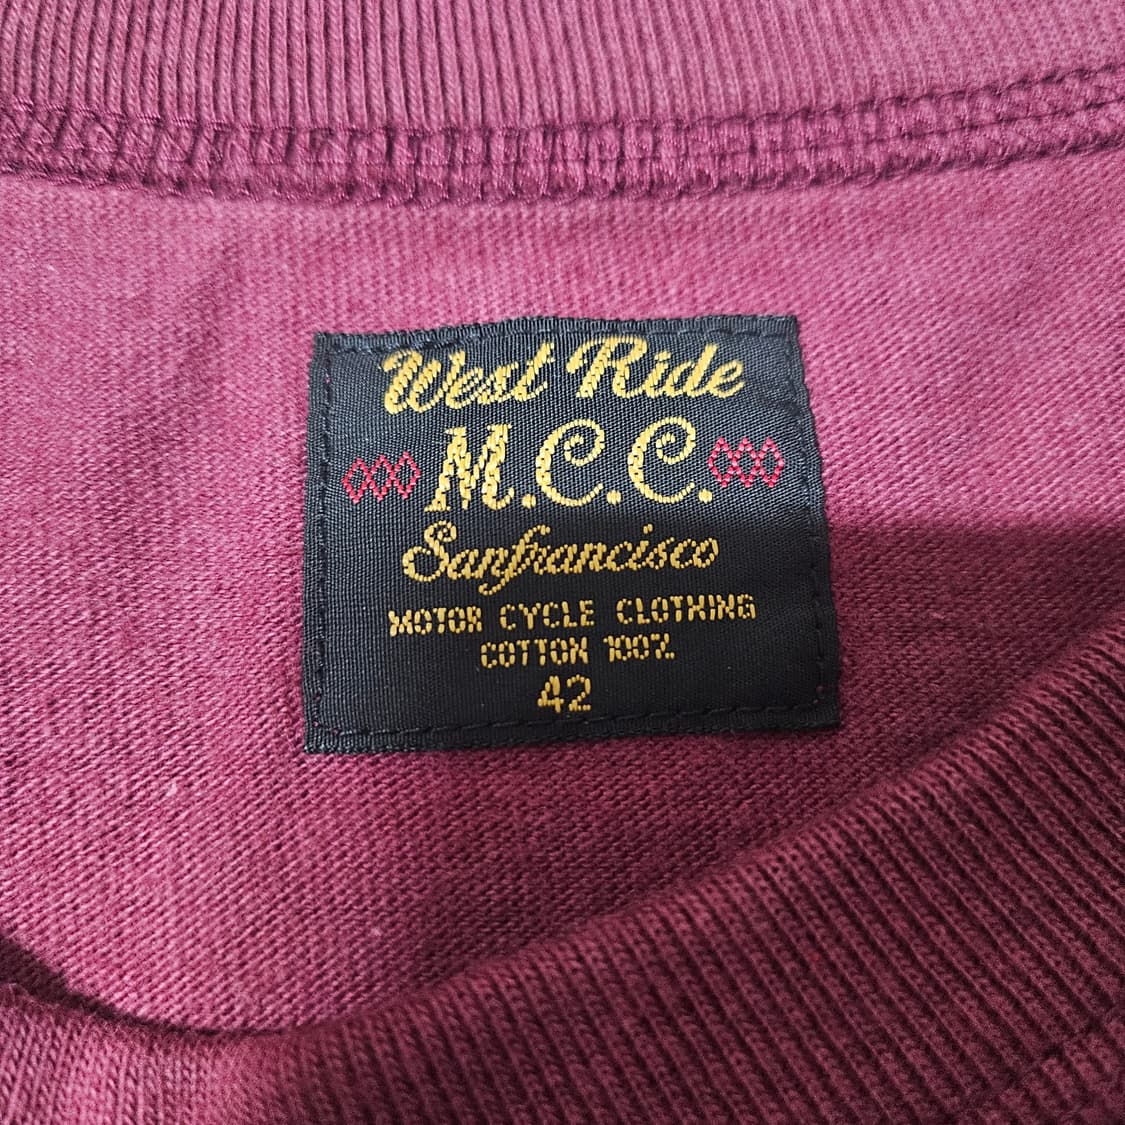 West Ride
M.C.C.
Sanfrancisco
MOTOR CYCLE CLOTHING
COTTON 100%
42